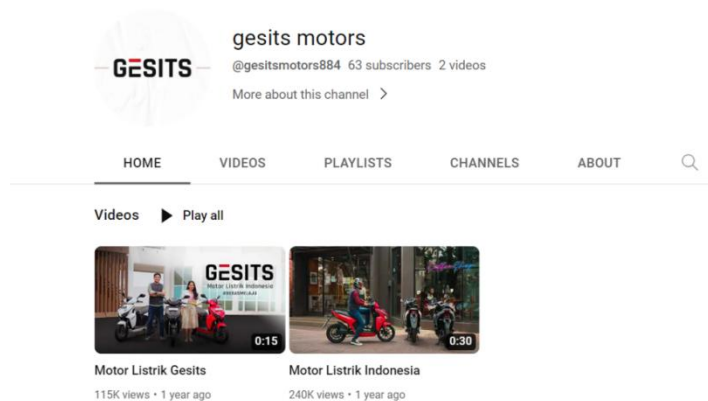 GESITS
gesits motors
@gesitsmotors884 63 subscribers 2 videos
More about this channel
HOME VIDEOS PLAYLISTS CHANNELS ABOUT
Videos Play all
GESITS
Motor Listrik Indonesia
0:15
0:30
Motor Listrik Gesits
115K views • 1 year ago
Motor Listrik Indonesia
240K views • 1 year ago